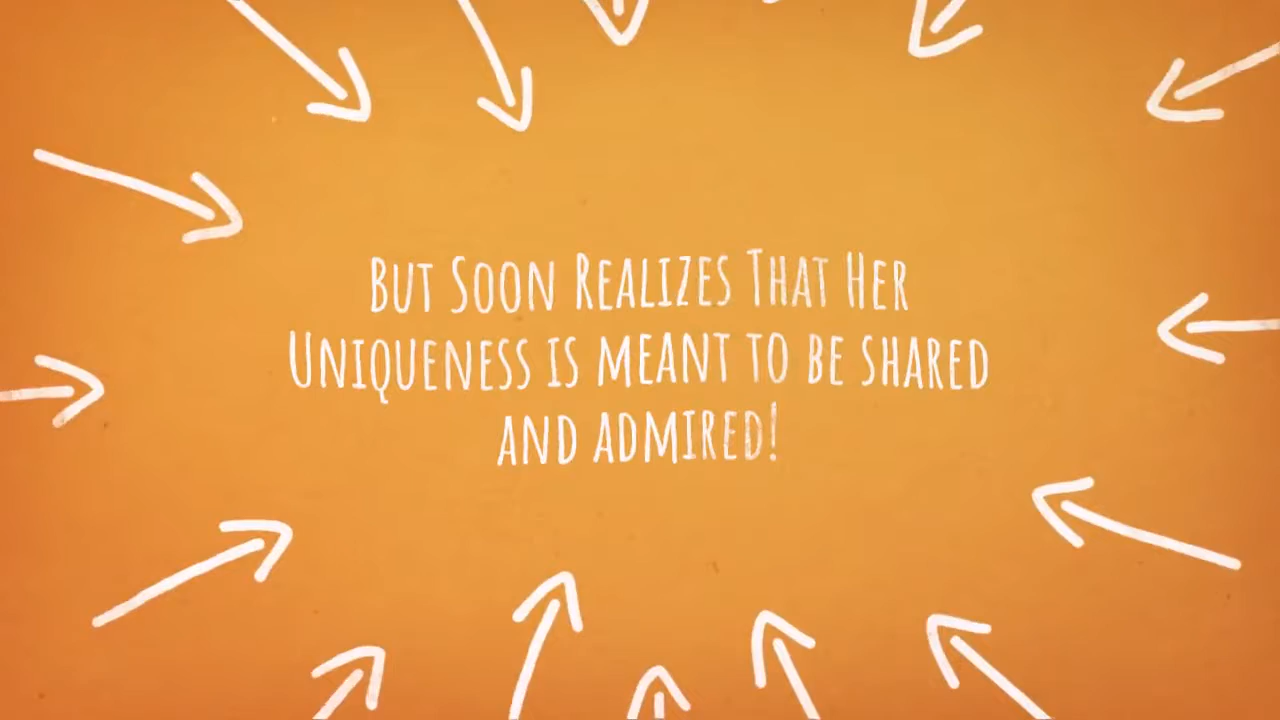 But Soon Realizes That Her
Uniqueness is meant to be shared
and admired!